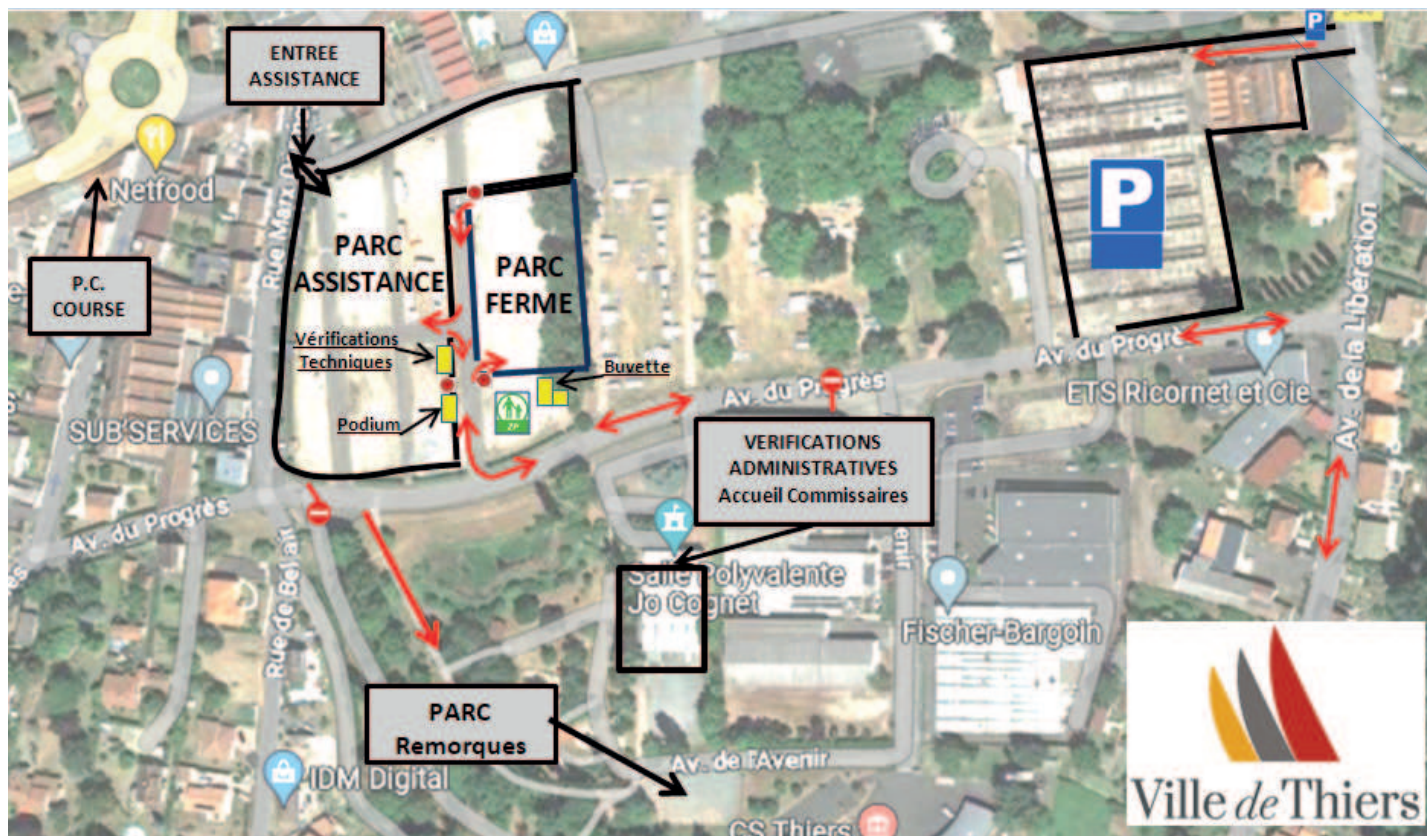 ENTREE
ASSISTANCE
P
Netfood
Rue Marx D
P.C.
COURSE
PARC
ASSISTANCE
PARC
FERME
P
Vérifications
Techniques
Podium
ZP
Buvette
SUB'SERVICES
Av. du Progrès
Av. du Progrès
ETS Ricornet et Cie
Av. de la Libération
VERIFICATIONS
ADMINISTRATIVES
Accueil Commissaires
Av. du Progrès
Rue de Belair
enir
Salle Polyvalente
Jo Cognet
Fischer-Bargoin
PARC
Remorques
Av. de l'Avenir
IDM Digital
CS Thiers
Ville de Thiers